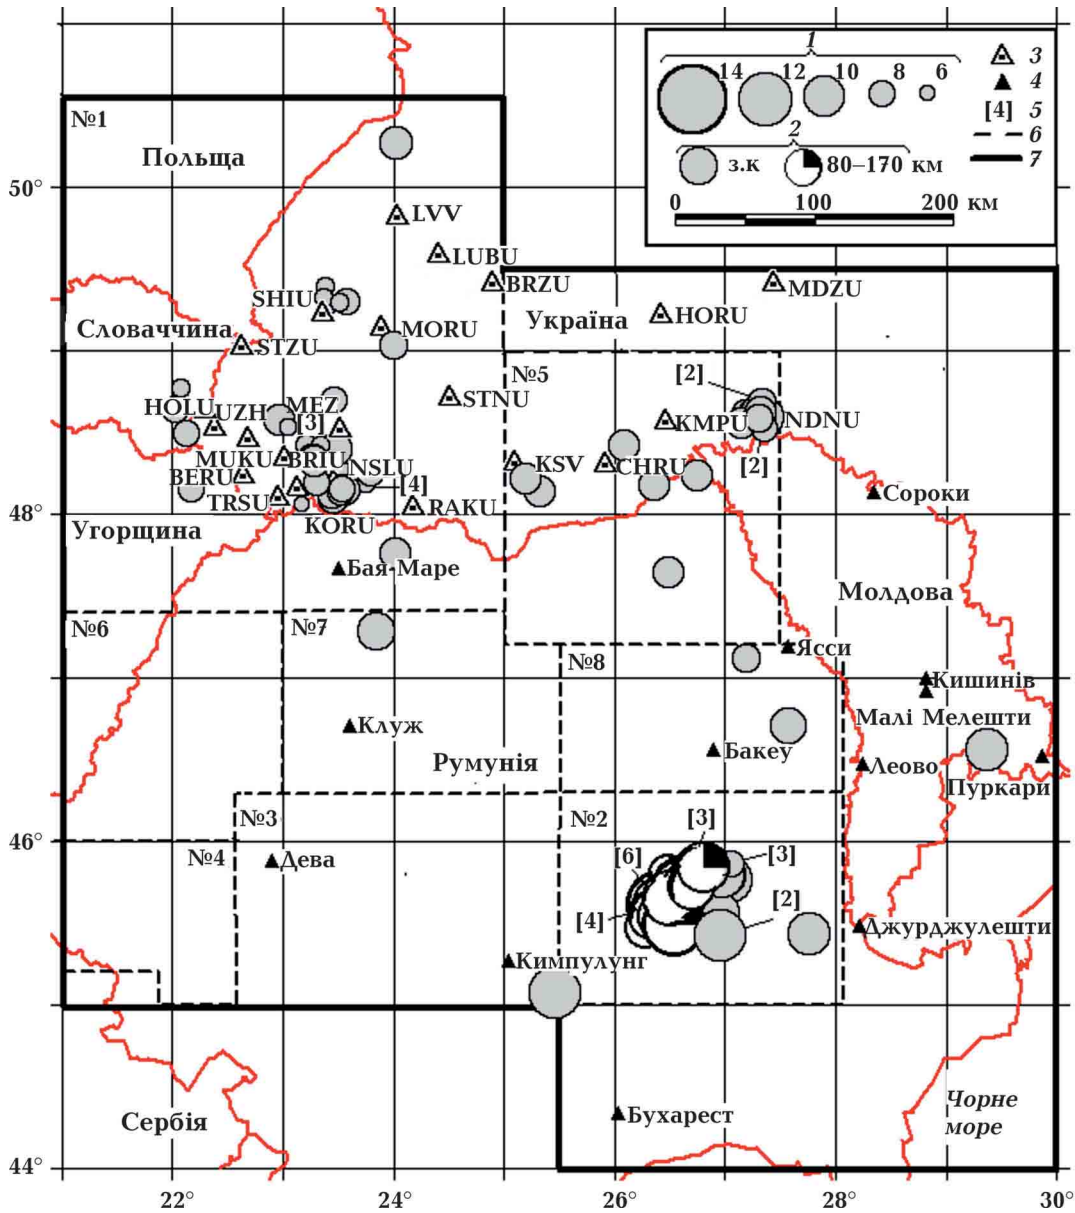 1
14 12 10 8 6
2
з.к 80–170 км
0 100 200 км
3
4
[4] 5
6
7
№1
Польща
50°
LVV
LUBU
BRZU
MDZU
SHIU
HORU
Україна
MORU
Словаччина
STZU
№5
[2]
STNU
HOLU
UZH
MEZ
[3]
KMPU
NDNU
[2]
MUKU
BRIU
KSV
CHRU
BERU
NSLU
[4]
Сороки
TRSU
RAKU
48°
KORU
Угорщина
Бая-Маре
Молдова
№6
№7
Ясси
№8
Кишинів
Малі Мелешти
Клуж
Бакеу
Румунія
Леово
Пуркари
№3
№2
[3]
46°
№4
Дева
[6]
[3]
[4]
[2]
Джурджулешти
Кимпулунг
Сербія
Бухарест
Чорне
море
44°
22° 24° 26° 28° 30°